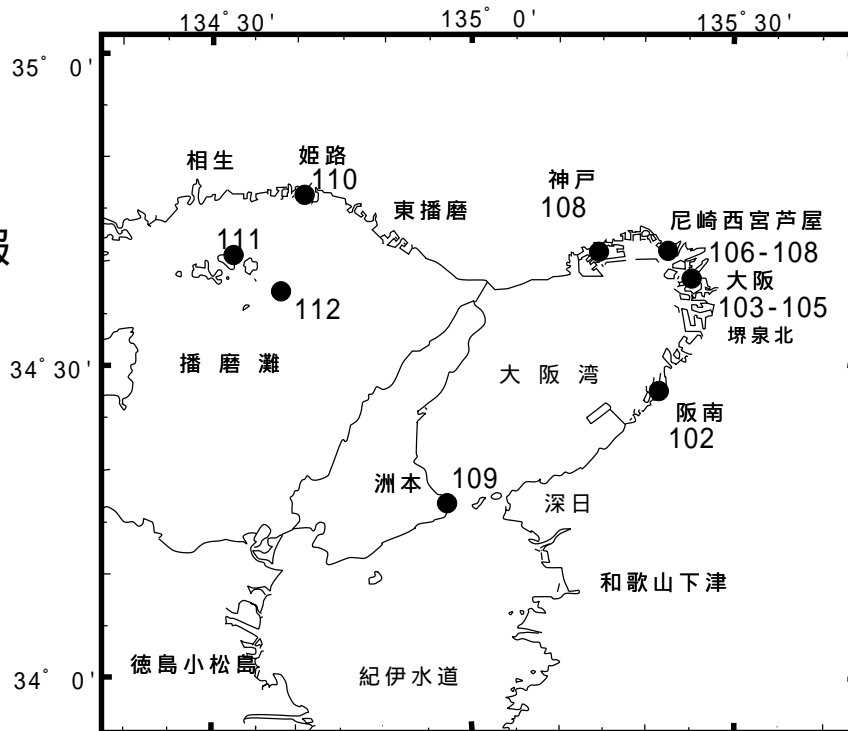 134° 30'
135° 0'
135° 30'
35° 0'
姫路
相生
110
神戸
108
東播磨
尼崎西宮芦屋
報
111
106-108
大阪
112
103-105
堺泉北
播磨灘
34° 30'
大阪湾
阪南
102
109
洲本
深日
和歌山下津
徳島小松島
紀伊水道
34° 0'